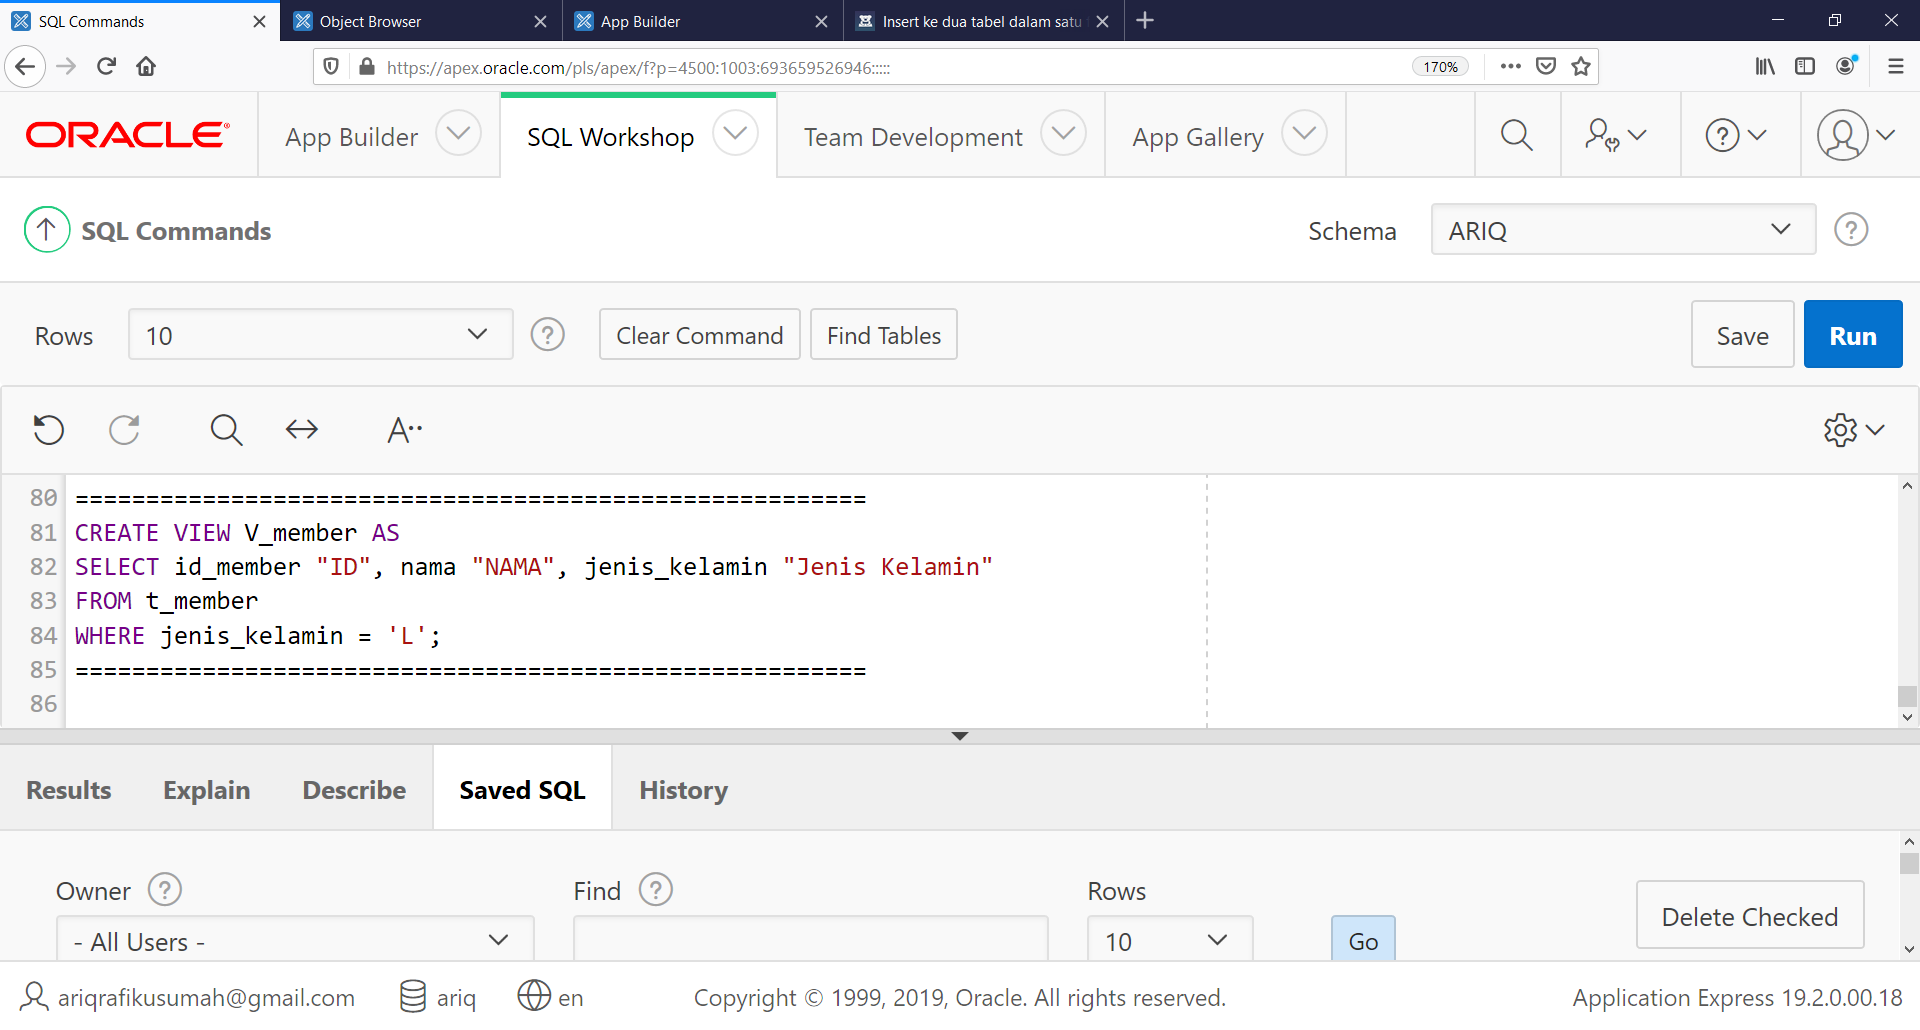 SQL Commands
Object Browser
App Builder
Insert ke dua tabel dalam satu
https://apex.oracle.com/pls/apex/f?p=4500:1003:693659526946:::::
170%
ORACLE
App Builder
SQL Workshop
Team Development
App Gallery
SQL Commands
Schema
ARIQ
Rows
10
Clear Command
Find Tables
Save
Run
80 ========================================================
81 CREATE VIEW V_member AS
82 SELECT id_member "ID", nama "NAMA", jenis_kelamin "Jenis Kelamin"
83 FROM t_member
84 WHERE jenis_kelamin = 'L';
85 ========================================================
86
Results
Explain
Describe
Saved SQL
History
Owner
Find
Rows
- All Users -
10
Go
Delete Checked
ariqrafikusumah@gmail.com
ariq
en
Copyright © 1999, 2019, Oracle. All rights reserved.
Application Express 19.2.0.00.18